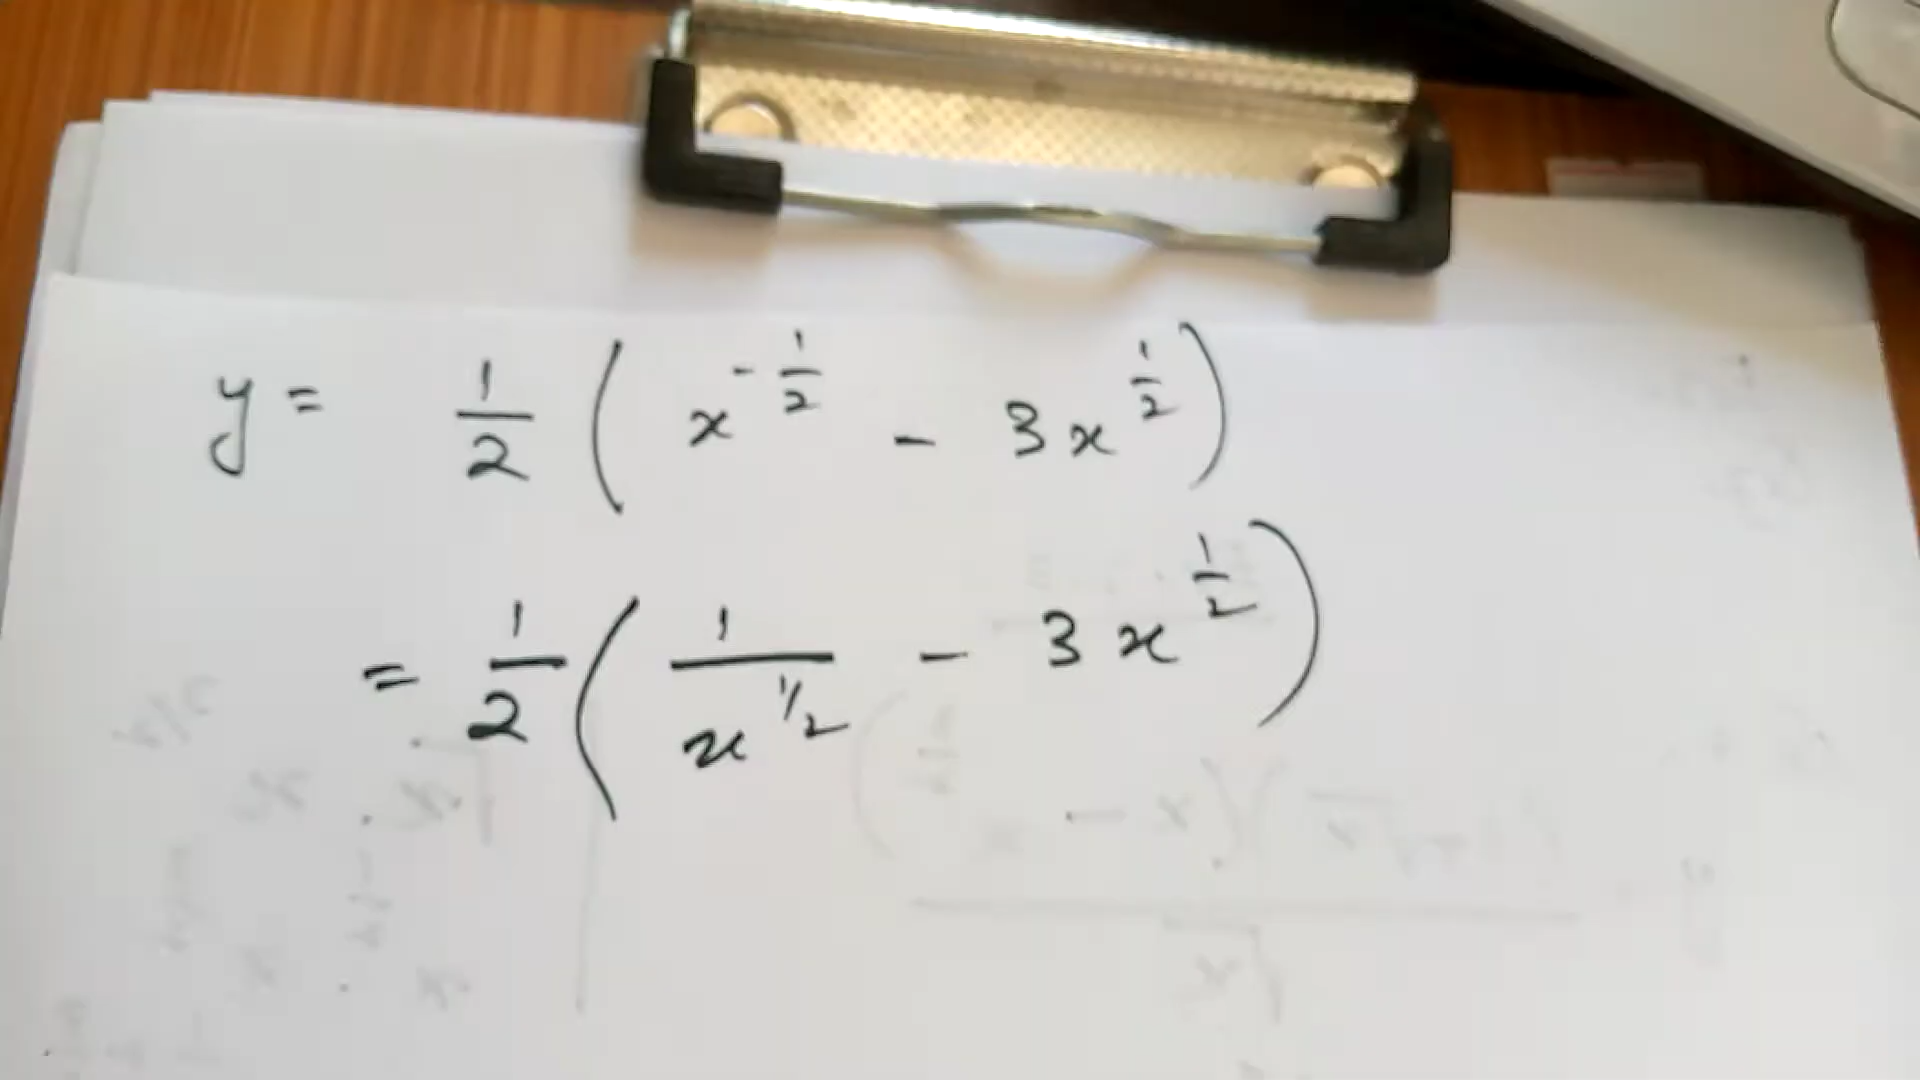 y = 1/2 ( x^(-1/2) - 3x^(1/2) )
= 1/2 ( 1/x^(1/2) - 3x^(1/2) )